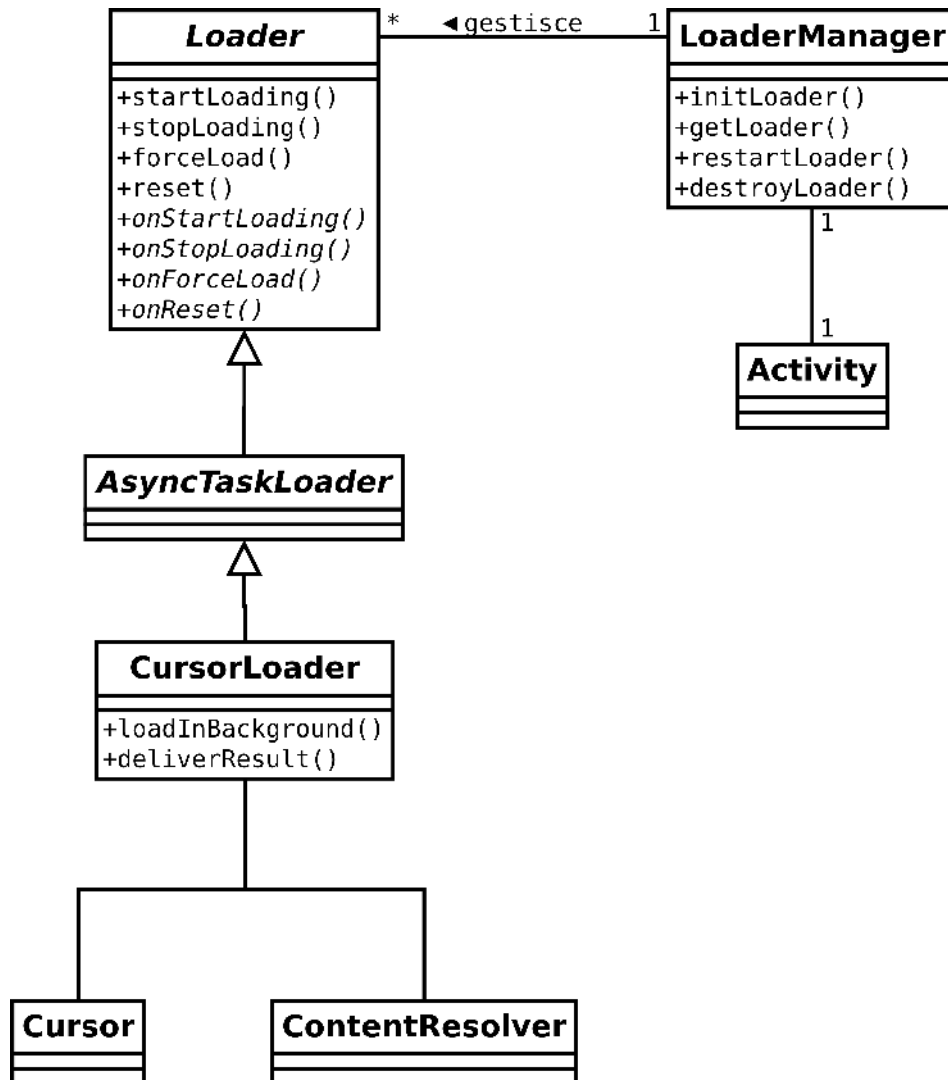 Loader
* ◄ gestisce 1
LoaderManager
+startLoading()
+stopLoading()
+forceLoad()
+reset()
+onStartLoading()
+onStopLoading()
+onForceLoad()
+onReset()
+initLoader()
+getLoader()
+restartLoader()
+destroyLoader()
1
1
Activity
AsyncTaskLoader
CursorLoader
+loadInBackground()
+deliverResult()
Cursor
ContentResolver